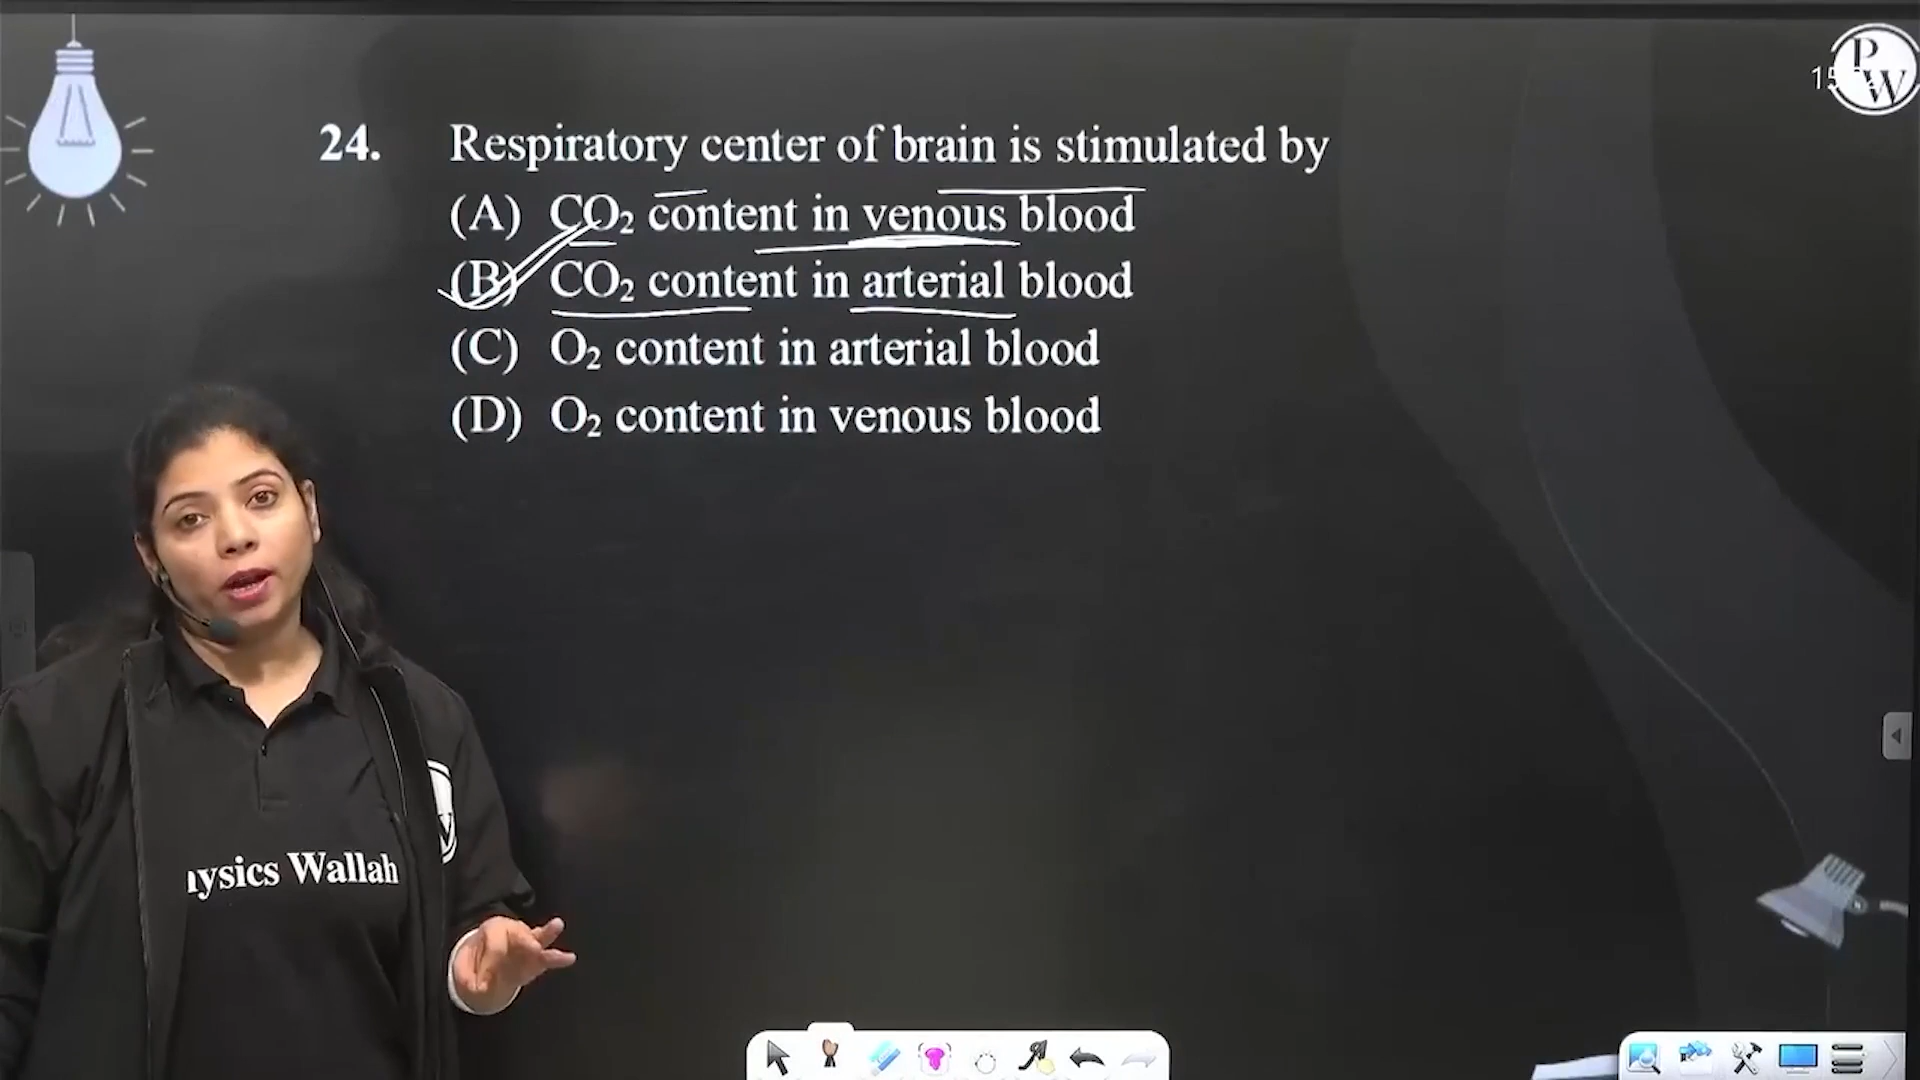 24. Respiratory center of brain is stimulated by
(A) CO₂ content in venous blood
(B) CO₂ content in arterial blood
(C) O₂ content in arterial blood
(D) O₂ content in venous blood
PW
Wallah